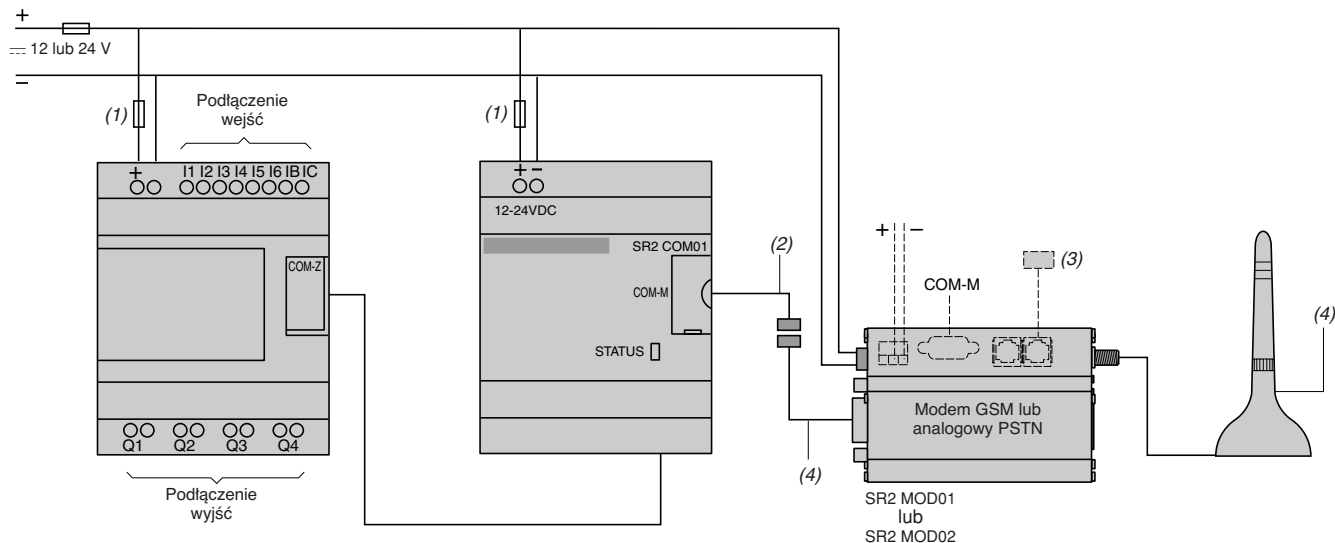 +
⎓ 12 lub 24 V
−
(1)
Podłączenie
wejść
(1)
+
I1 I2 I3 I4 I5 I6 IB IC
+ −
12-24VDC
SR2 COM01
(2)
+ −
(3)
COM-Z
COM-M
COM-M
(4)
STATUS
Modem GSM lub
analogowy PSTN
Q1 Q2 Q3 Q4
(4)
Podłączenie
wyjść
SR2 MOD01
lub
SR2 MOD02